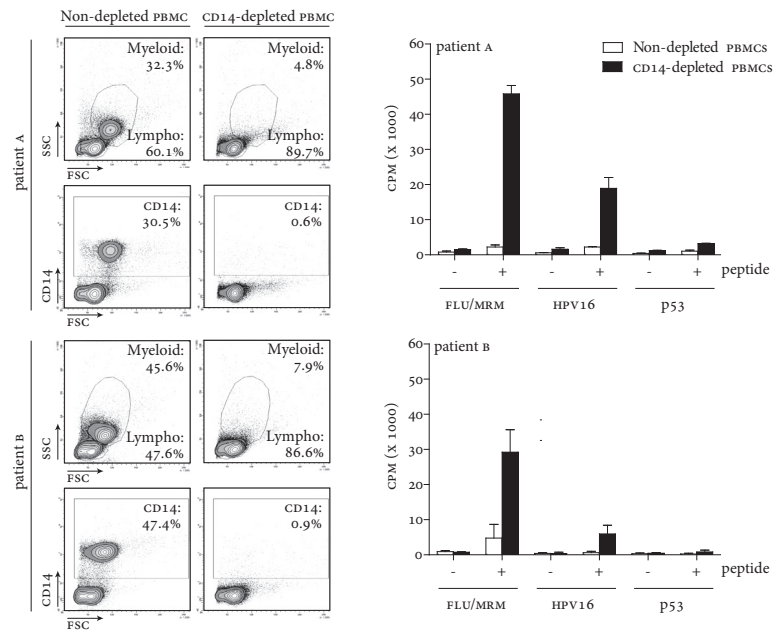 Non-depleted PBMC
CD14-depleted PBMC
patient A
Myeloid:
32.3%
Lympho:
60.1%
SSC
FSC
Myeloid:
4.8%
Lympho:
89.7%
CD14:
30.5%
CD14
FSC
CD14:
0.6%
patient B
Myeloid:
45.6%
Lympho:
47.6%
SSC
FSC
Myeloid:
7.9%
Lympho:
86.6%
CD14:
47.4%
CD14
FSC
CD14:
0.9%
patient A
Non-depleted PBMCs
CD14-depleted PBMCs
CPM (X 1000)
60
50
40
30
20
10
0
- + - + - + peptide
FLU/MRM HPV16 p53
patient B
CPM (X 1000)
60
40
30
20
10
0
- + - + - + peptide
FLU/MRM HPV16 p53